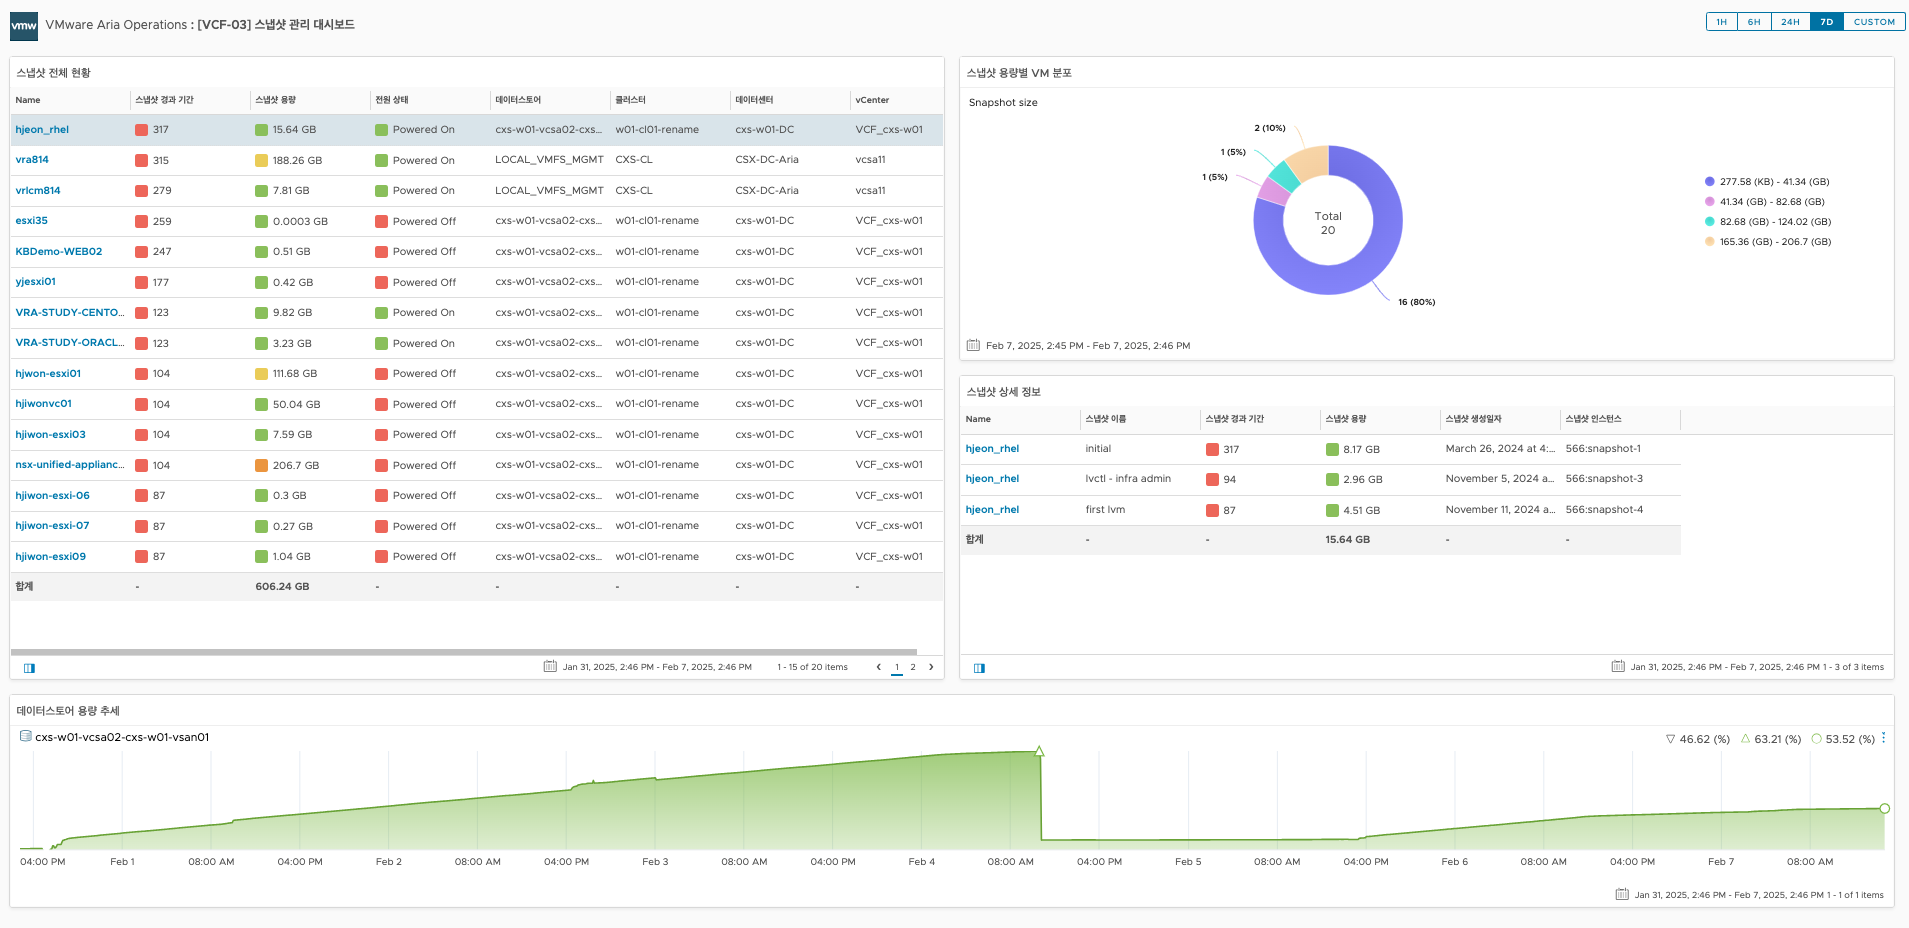 vmw VMware Aria Operations : [VCF-03] 스냅샷 관리 대시보드
1H 6H 24H 7D CUSTOM
스냅샷 전체 현황
Name 스냅샷 경과 기간 스냅샷 용량 전원 상태 데이터스토어 클러스터 데이터센터 vCenter
hjeon_rhel 317 15.64 GB Powered On cxs-w01-vcsa02-cxs... w01-cl01-rename cxs-w01-DC VCF_cxs-w01
vra814 315 188.26 GB Powered On LOCAL_VMFS_MGMT CXS-CL CSX-DC-Aria vcsa11
vrlcm814 279 7.81 GB Powered On LOCAL_VMFS_MGMT CXS-CL CSX-DC-Aria vcsa11
esxi35 259 0.0003 GB Powered Off cxs-w01-vcsa02-cxs... w01-cl01-rename cxs-w01-DC VCF_cxs-w01
KBDemo-WEB02 247 0.51 GB Powered Off cxs-w01-vcsa02-cxs... w01-cl01-rename cxs-w01-DC VCF_cxs-w01
yjesxi01 177 0.42 GB Powered Off cxs-w01-vcsa02-cxs... w01-cl01-rename cxs-w01-DC VCF_cxs-w01
VRA-STUDY-CENTO... 123 9.82 GB Powered On cxs-w01-vcsa02-cxs... w01-cl01-rename cxs-w01-DC VCF_cxs-w01
VRA-STUDY-ORACL... 123 3.23 GB Powered On cxs-w01-vcsa02-cxs... w01-cl01-rename cxs-w01-DC VCF_cxs-w01
hjwon-esxi01 104 111.68 GB Powered Off cxs-w01-vcsa02-cxs... w01-cl01-rename cxs-w01-DC VCF_cxs-w01
hjiwonvc01 104 50.04 GB Powered Off cxs-w01-vcsa02-cxs... w01-cl01-rename cxs-w01-DC VCF_cxs-w01
hjiwon-esxi03 104 7.59 GB Powered Off cxs-w01-vcsa02-cxs... w01-cl01-rename cxs-w01-DC VCF_cxs-w01
nsx-unified-applianc... 104 206.7 GB Powered Off cxs-w01-vcsa02-cxs... w01-cl01-rename cxs-w01-DC VCF_cxs-w01
hjiwon-esxi-06 87 0.3 GB Powered Off cxs-w01-vcsa02-cxs... w01-cl01-rename cxs-w01-DC VCF_cxs-w01
hjiwon-esxi-07 87 0.27 GB Powered Off cxs-w01-vcsa02-cxs... w01-cl01-rename cxs-w01-DC VCF_cxs-w01
hjiwon-esxi09 87 1.04 GB Powered Off cxs-w01-vcsa02-cxs... w01-cl01-rename cxs-w01-DC VCF_cxs-w01
합계 - 606.24 GB - - - - -
Jan 31, 2025, 2:46 PM - Feb 7, 2025, 2:46 PM 1 - 15 of 20 items 1 2
스냅샷 용량별 VM 분포
Snapshot size
2 (10%)
1 (5%)
1 (5%)
Total
20
16 (80%)
277.58 (KB) - 41.34 (GB)
41.34 (GB) - 82.68 (GB)
82.68 (GB) - 124.02 (GB)
165.36 (GB) - 206.7 (GB)
Feb 7, 2025, 2:45 PM - Feb 7, 2025, 2:46 PM
스냅샷 상세 정보
Name 스냅샷 이름 스냅샷 경과 기간 스냅샷 용량 스냅샷 생성일자 스냅샷 인스턴스
hjeon_rhel initial 317 8.17 GB March 26, 2024 at 4:... 566:snapshot-1
hjeon_rhel lvctl - infra admin 94 2.96 GB November 5, 2024 a... 566:snapshot-3
hjeon_rhel first lvm 87 4.51 GB November 11, 2024 a... 566:snapshot-4
합계 - - 15.64 GB - -
Jan 31, 2025, 2:46 PM - Feb 7, 2025, 2:46 PM 1 - 3 of 3 items
데이터스토어 용량 추세
cxs-w01-vcsa02-cxs-w01-vsan01
46.62 (%) 63.21 (%) 53.52 (%)
04:00 PM Feb 1 08:00 AM 04:00 PM Feb 2 08:00 AM 04:00 PM Feb 3 08:00 AM 04:00 PM Feb 4 08:00 AM 04:00 PM Feb 5 08:00 AM 04:00 PM Feb 6 08:00 AM 04:00 PM Feb 7 08:00 AM
Jan 31, 2025, 2:46 PM - Feb 7, 2025, 2:46 PM 1 - 1 of 1 items